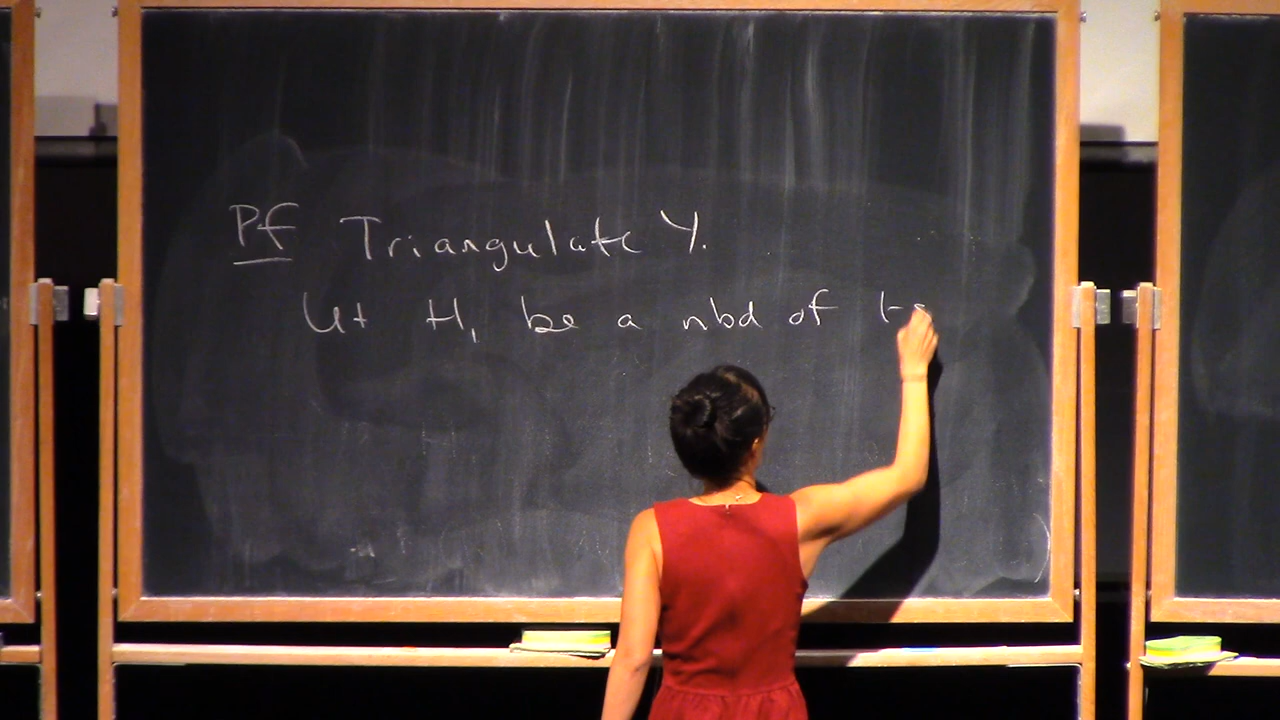 Pf Triangulate Y.
Let H₁ be a nbd of